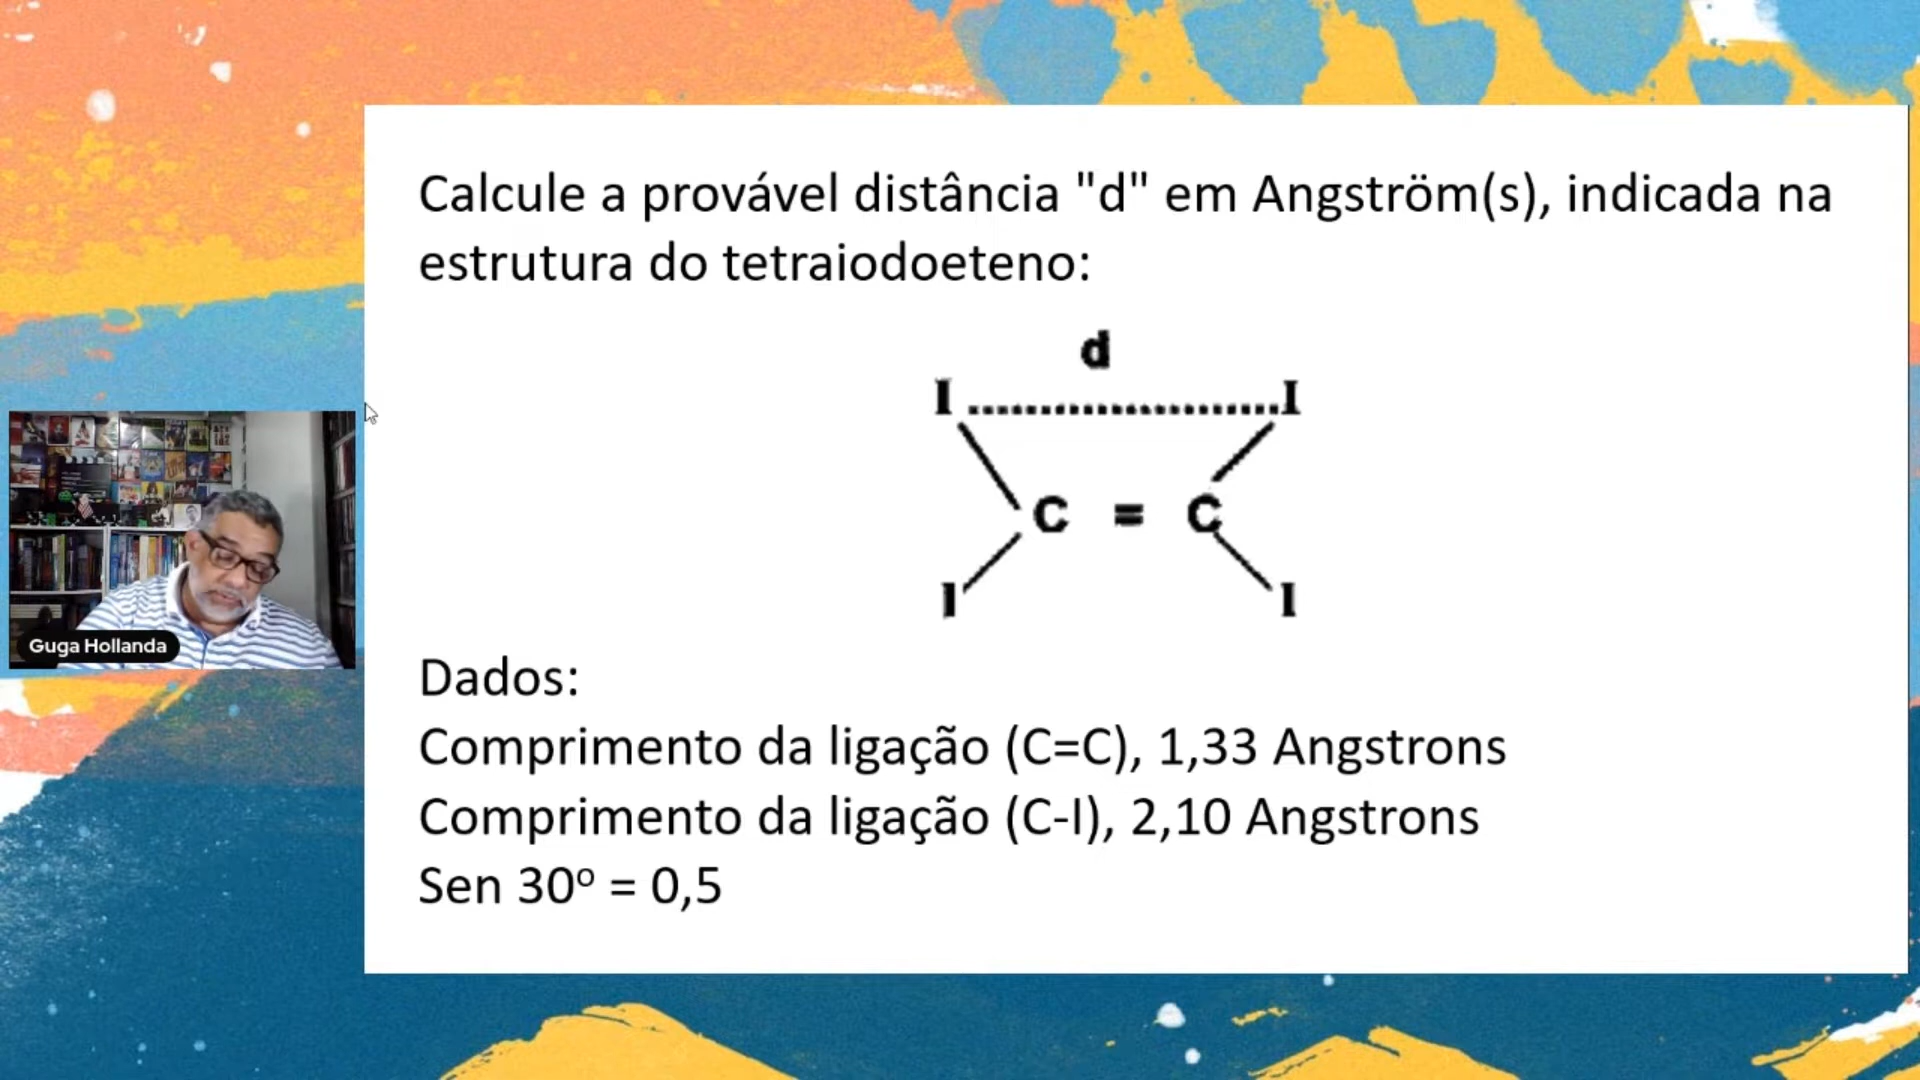 Calcule a provável distância "d" em Angström(s), indicada na
estrutura do tetraiodoeteno:
d
I I
C = C
I I
Guga Hollanda
Dados:
Comprimento da ligação (C=C), 1,33 Angstrons
Comprimento da ligação (C-I), 2,10 Angstrons
Sen 30º = 0,5